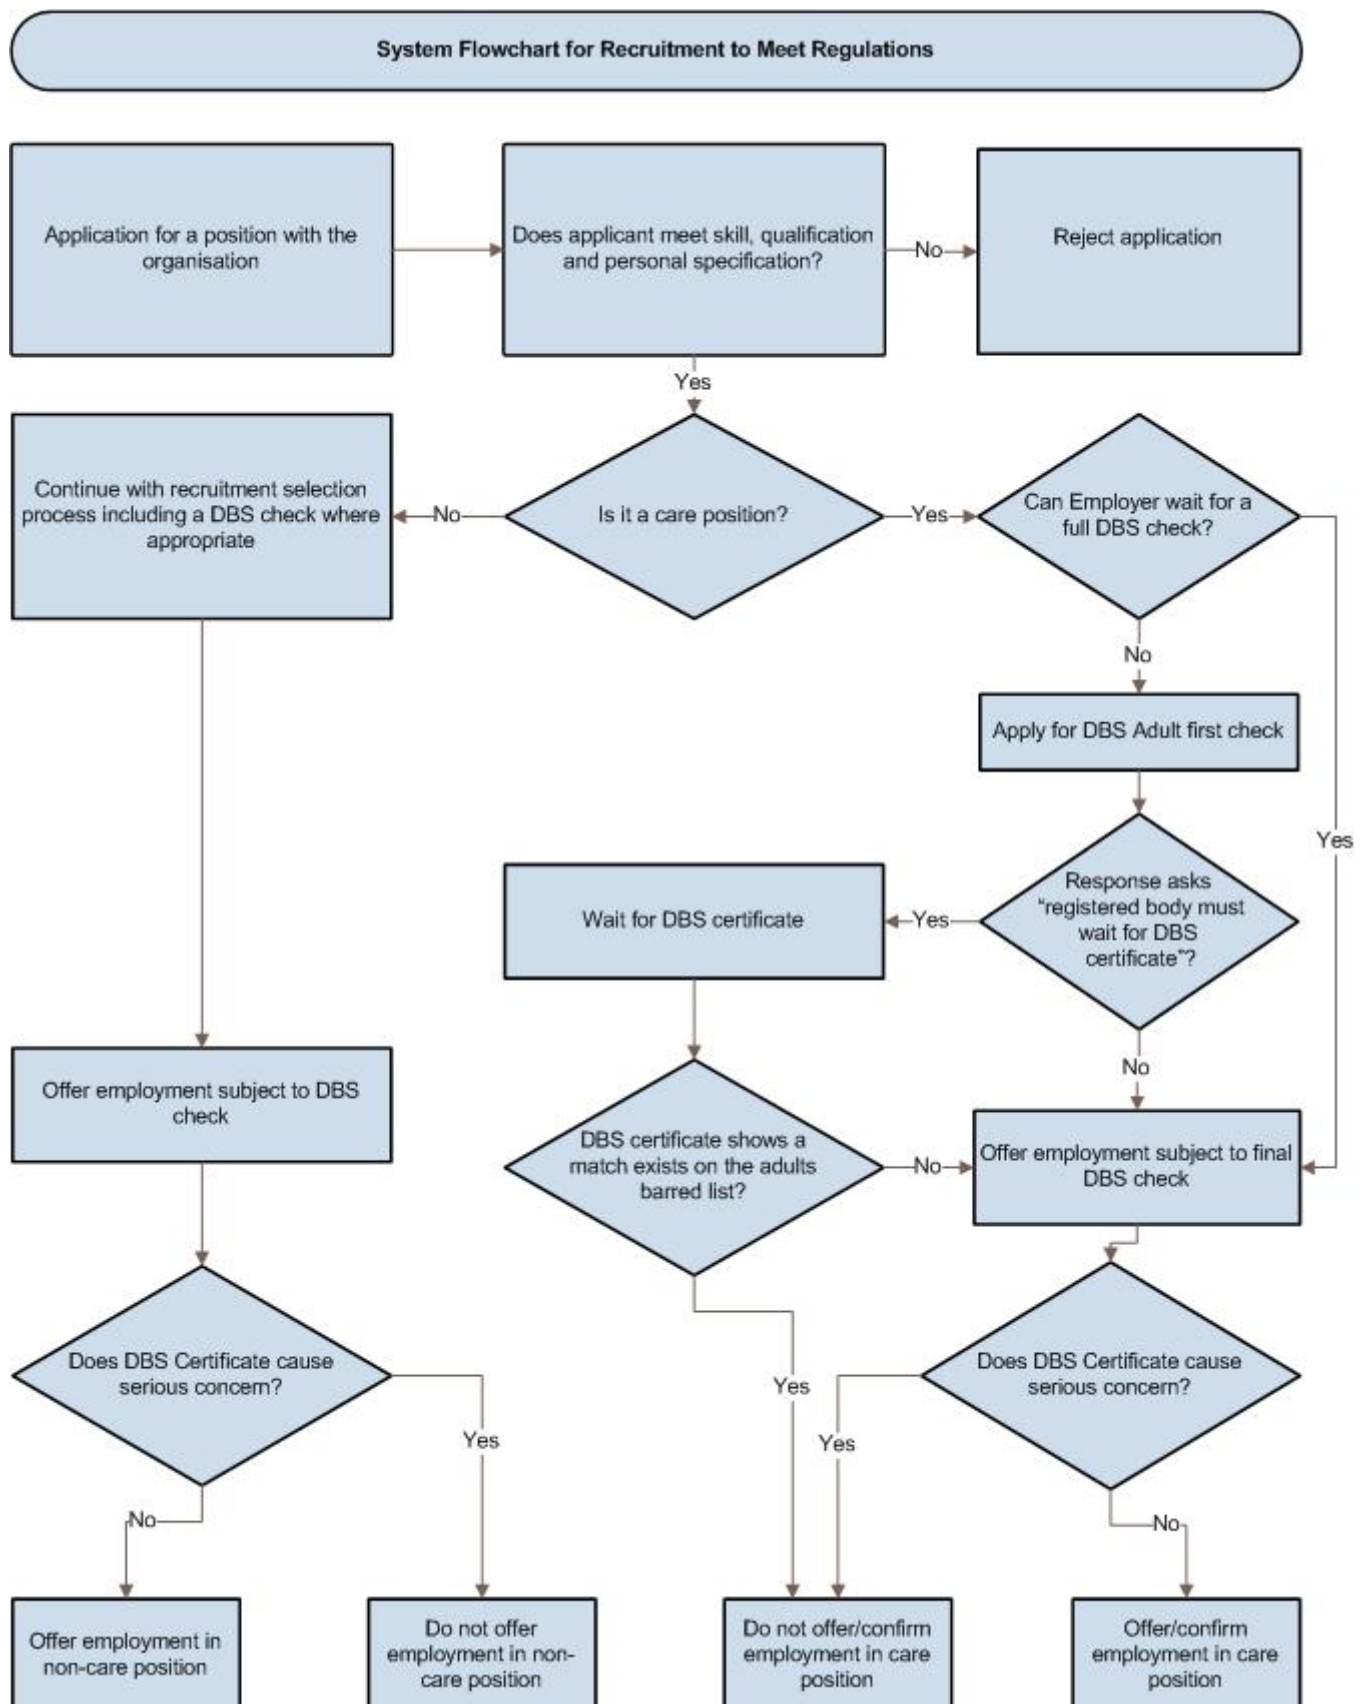 System Flowchart for Recruitment to Meet Regulations
Application for a position with the
organisation
Does applicant meet skill, qualification
and personal specification?
No
Reject application
Yes
Continue with recruitment selection
process including a DBS check where
appropriate
No
Is it a care position?
Yes
Can Employer wait for a
full DBS check?
No
Apply for DBS Adult first check
Yes
Wait for DBS certificate
Yes
Response asks
“registered body must
wait for DBS
certificate”?
No
Offer employment subject to DBS
check
DBS certificate shows a
match exists on the adults
barred list?
No
Offer employment subject to final
DBS check
Does DBS Certificate cause
serious concern?
Yes
No
Yes
Yes
Does DBS Certificate cause
serious concern?
No
Offer employment in
non-care position
Do not offer
employment in non-
care position
Do not offer/confirm
employment in care
position
Offer/confirm
employment in care
position